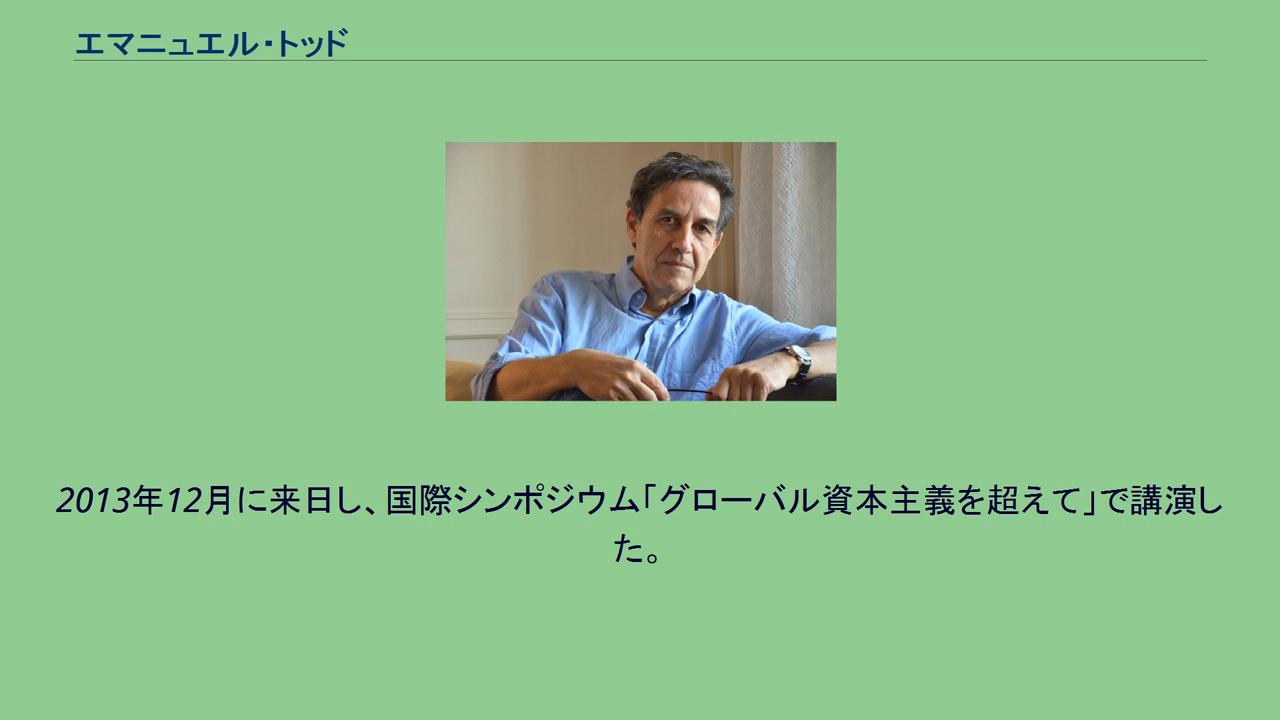 エマニュエル・トッド
2013年12月に来日し、国際シンポジウム「グローバル資本主義を超えて」で講演し
た。